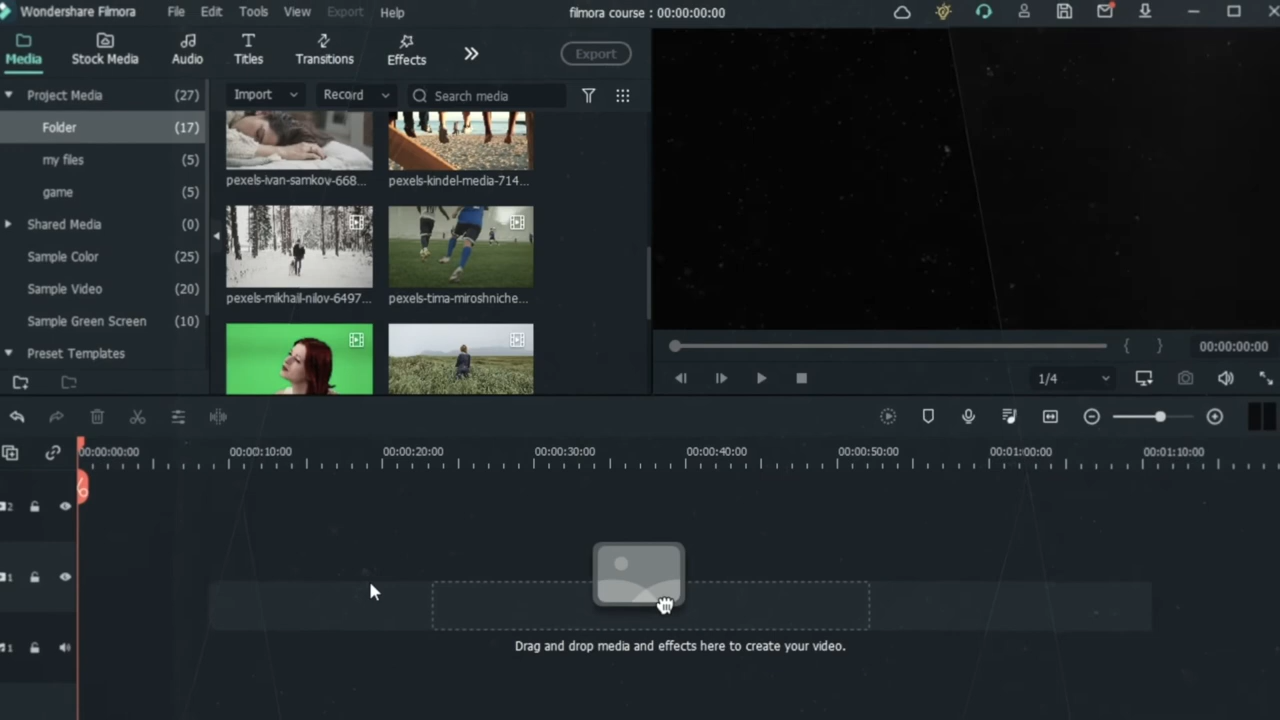 Wondershare Filmora File Edit Tools View Export Help filmora course : 00:00:00:00
Media Stock Media Audio Titles Transitions Effects Export
Project Media (27)
Folder (17)
my files (5)
game (5)
Shared Media (0)
Sample Color (25)
Sample Video (20)
Sample Green Screen (10)
Preset Templates
Import Record Search media
pexels-ivan-samkov-668... pexels-kindel-media-714...
pexels-mikhail-nilov-6497... pexels-tima-miroshniche...
00:00:00:00
1/4
00:00:00:00 00:00:10:00 00:00:20:00 00:00:30:00 00:00:40:00 00:00:50:00 00:01:00:00 00:01:10:00
2
1
Drag and drop media and effects here to create your video.
1